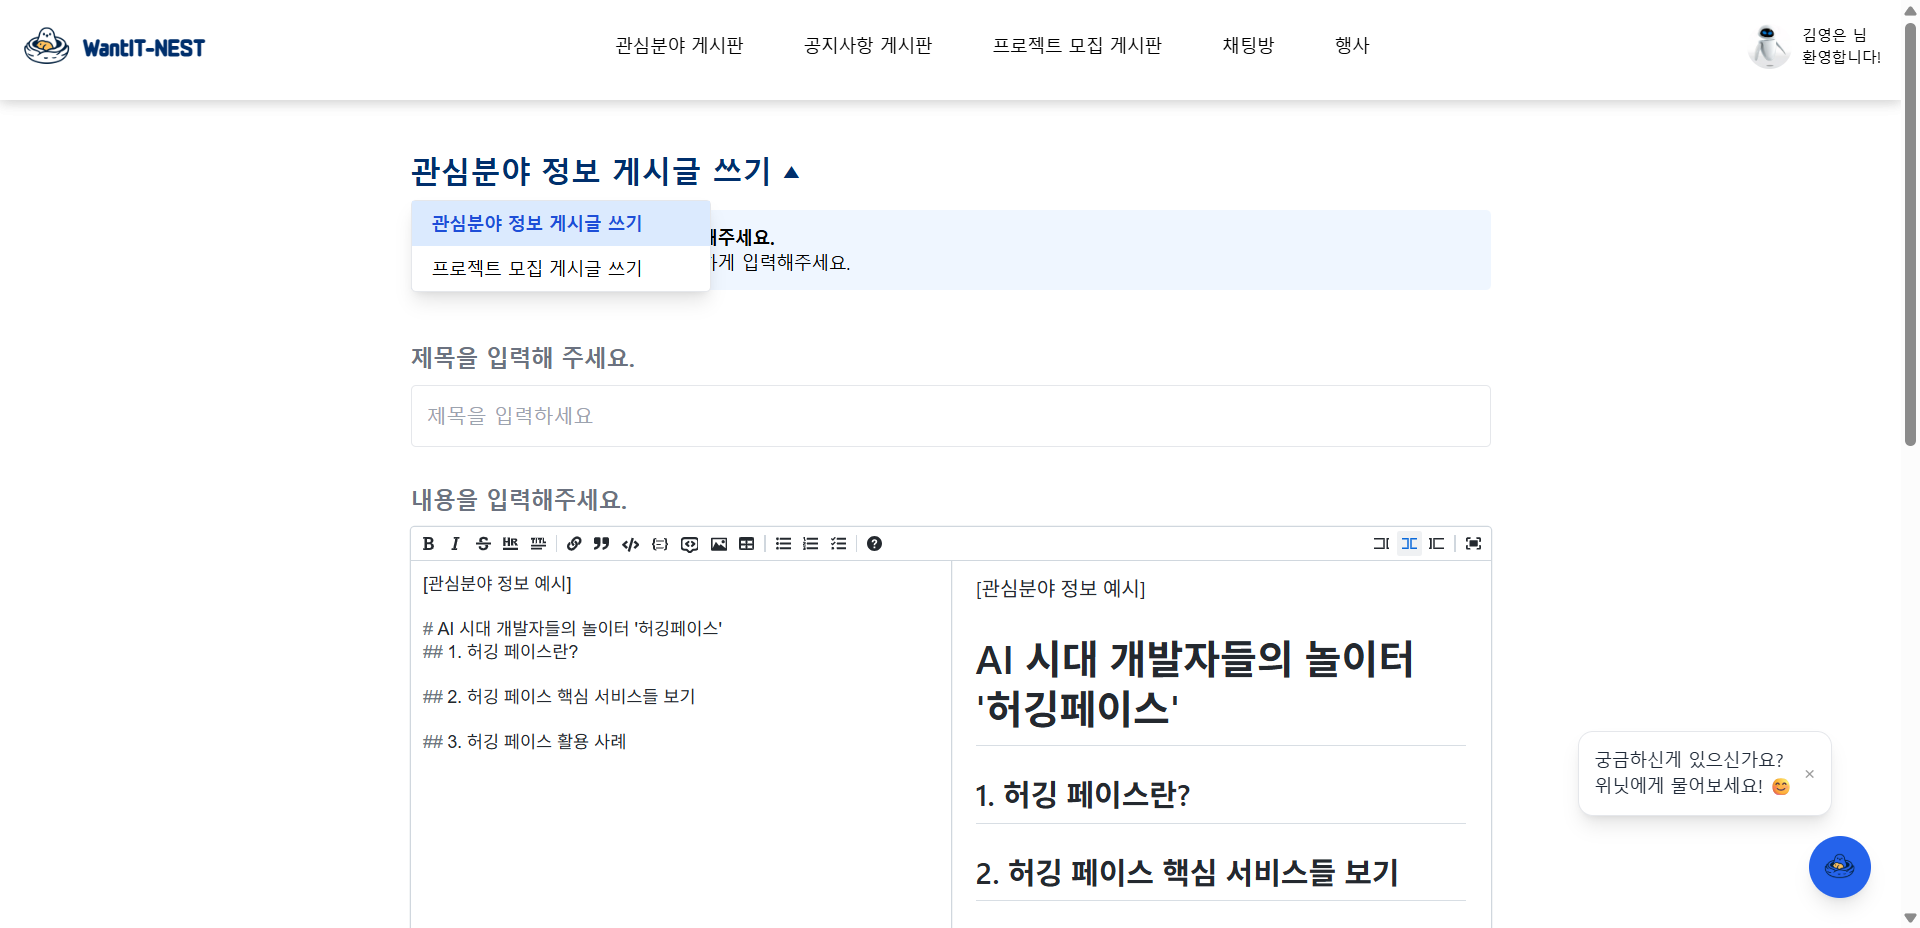 WantIT-NEST
관심분야 게시판
공지사항 게시판
프로젝트 모집 게시판
채팅방
행사
김영은 님
환영합니다!
관심분야 정보 게시글 쓰기 ▲
관심분야 정보 게시글 쓰기
프로젝트 모집 게시글 쓰기
해주세요.
하게 입력해주세요.
제목을 입력해 주세요.
제목을 입력하세요
내용을 입력해주세요.
B I S HR TITL
[관심분야 정보 예시]
# AI 시대 개발자들의 놀이터 '허깅페이스'
## 1. 허깅 페이스란?
## 2. 허깅 페이스 핵심 서비스들 보기
## 3. 허깅 페이스 활용 사례
[관심분야 정보 예시]
AI 시대 개발자들의 놀이터
'허깅페이스'
1. 허깅 페이스란?
2. 허깅 페이스 핵심 서비스들 보기
궁금하신게 있으신가요?
위닛에게 물어보세요! 😊
×